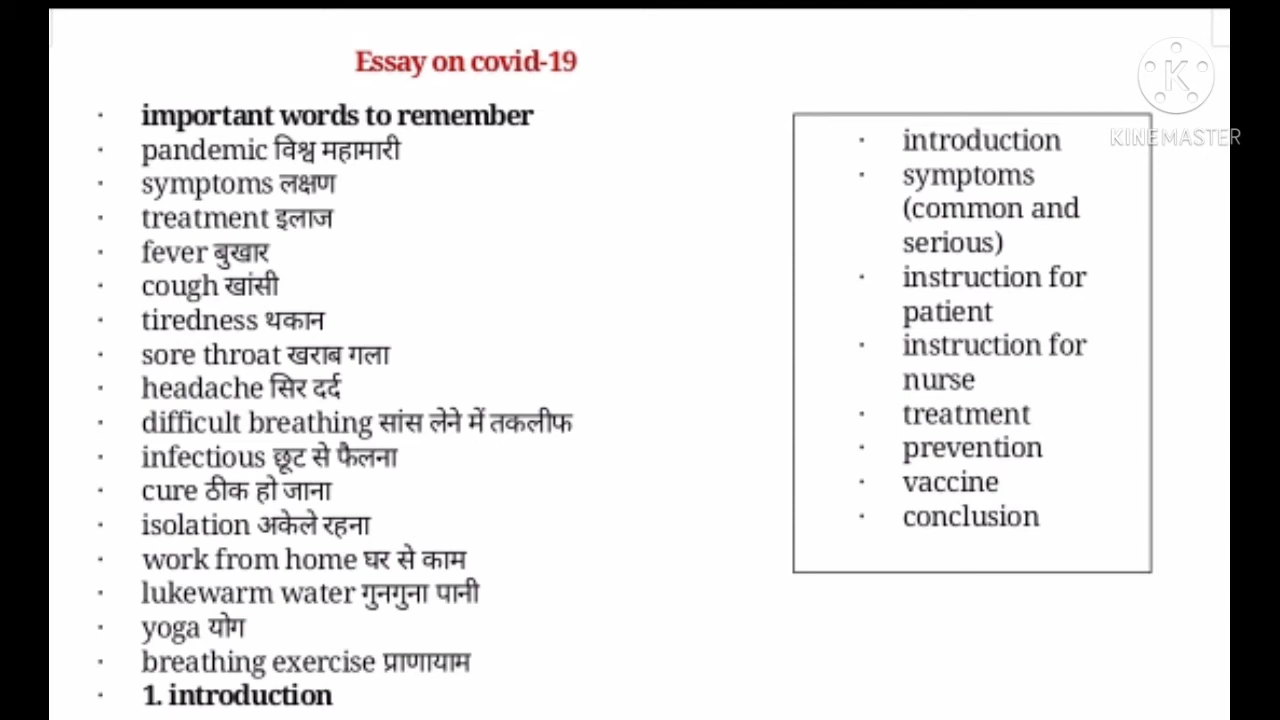 Essay on covid-19
· important words to remember
· pandemic विश्व महामारी
· symptoms लक्षण
· treatment इलाज
· fever बुखार
· cough खांसी
· tiredness थकान
· sore throat खराब गला
· headache सिर दर्द
· difficult breathing सांस लेने में तकलीफ
· infectious छूट से फैलना
· cure ठीक हो जाना
· isolation अकेले रहना
· work from home घर से काम
· lukewarm water गुनगुना पानी
· yoga योग
· breathing exercise प्राणायाम
· 1. introduction
· introduction
· symptoms
(common and
serious)
· instruction for
patient
· instruction for
nurse
· treatment
· prevention
· vaccine
· conclusion
K
KINEMASTER